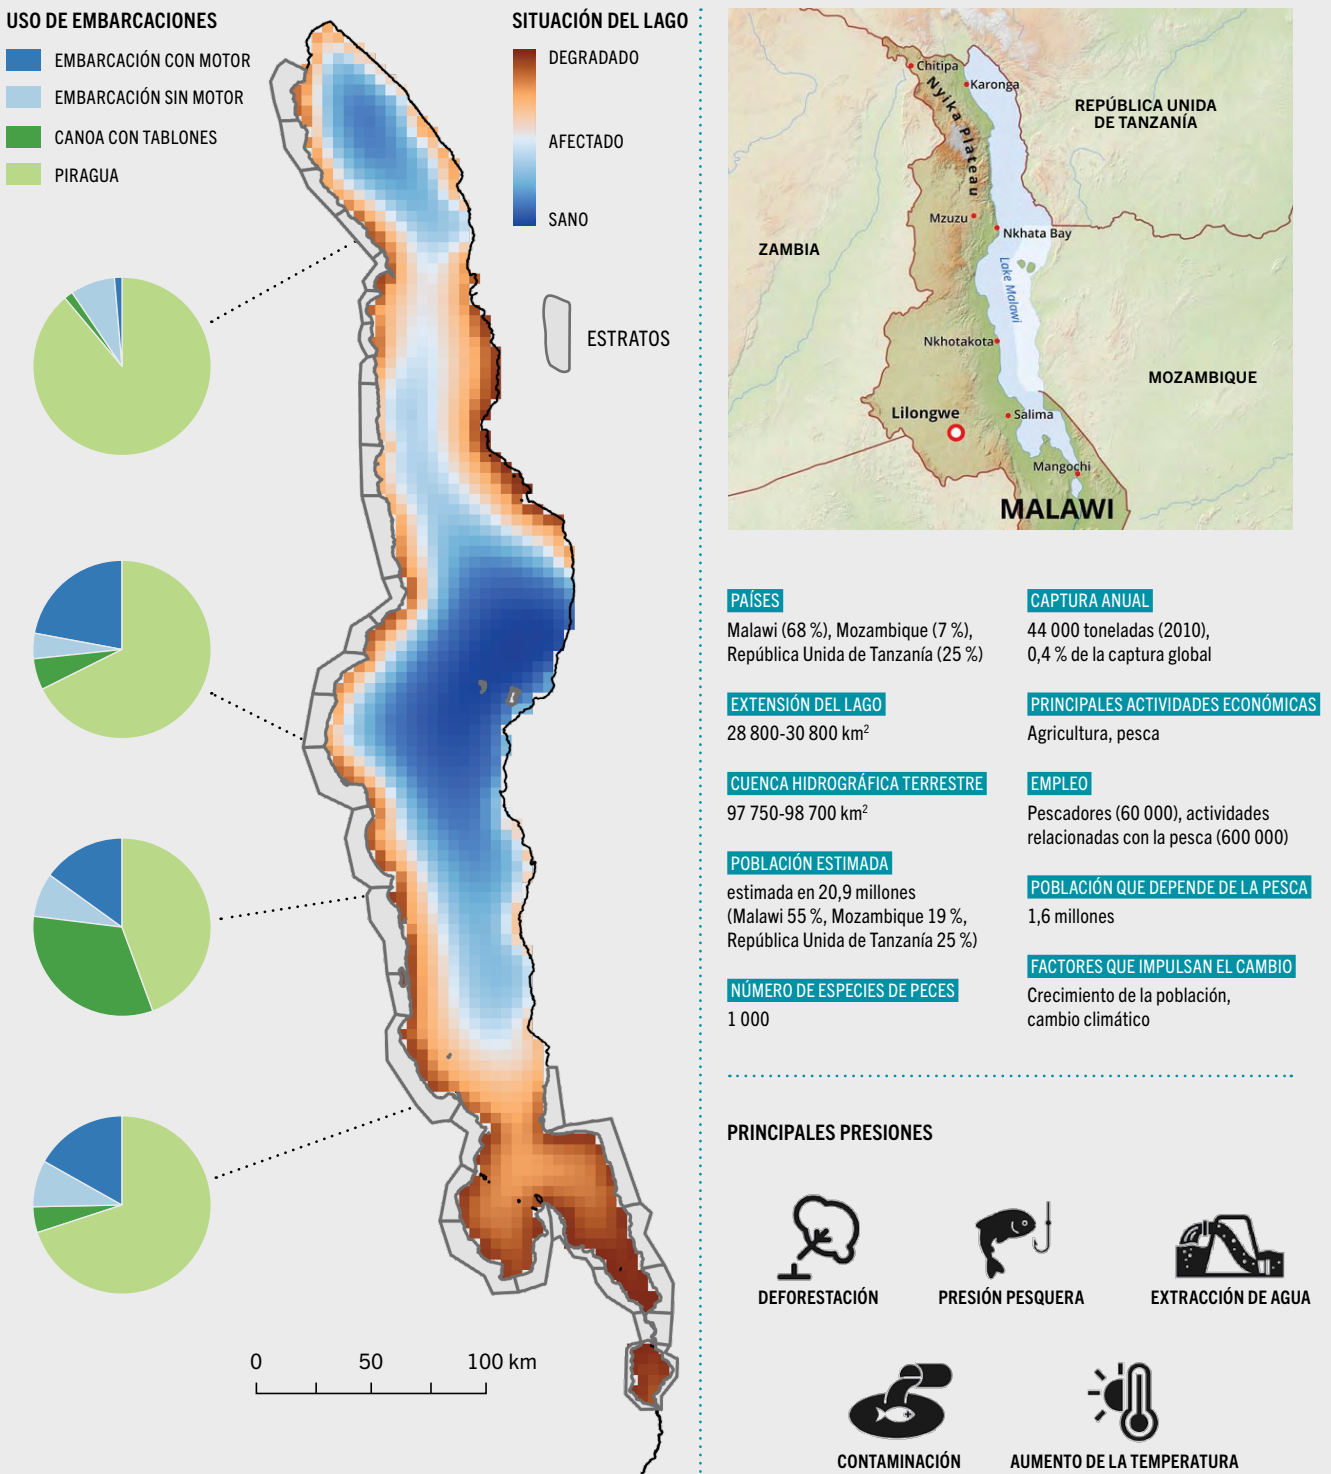 USO DE EMBARCACIONES
EMBARCACIÓN CON MOTOR
EMBARCACIÓN SIN MOTOR
CANOA CON TABLONES
PIRAGUA
SITUACIÓN DEL LAGO
DEGRADADO
AFECTADO
SANO
ESTRATOS
0 50 100 km
Chitipa
Karonga
Nyika Plateau
REPÚBLICA UNIDA
DE TANZANÍA
Mzuzu
Nkhata Bay
ZAMBIA
Lake Malawi
Nkhotakota
MOZAMBIQUE
Lilongwe
Salima
Mangochi
MALAWI
PAÍSES
Malawi (68 %), Mozambique (7 %),
República Unida de Tanzanía (25 %)
EXTENSIÓN DEL LAGO
28 800-30 800 km²
CUENCA HIDROGRÁFICA TERRESTRE
97 750-98 700 km²
POBLACIÓN ESTIMADA
estimada en 20,9 millones
(Malawi 55 %, Mozambique 19 %,
República Unida de Tanzanía 25 %)
NÚMERO DE ESPECIES DE PECES
1 000
CAPTURA ANUAL
44 000 toneladas (2010),
0,4 % de la captura global
PRINCIPALES ACTIVIDADES ECONÓMICAS
Agricultura, pesca
EMPLEO
Pescadores (60 000), actividades
relacionadas con la pesca (600 000)
POBLACIÓN QUE DEPENDE DE LA PESCA
1,6 millones
FACTORES QUE IMPULSAN EL CAMBIO
Crecimiento de la población,
cambio climático
PRINCIPALES PRESIONES
DEFORESTACIÓN
PRESIÓN PESQUERA
EXTRACCIÓN DE AGUA
CONTAMINACIÓN
AUMENTO DE LA TEMPERATURA